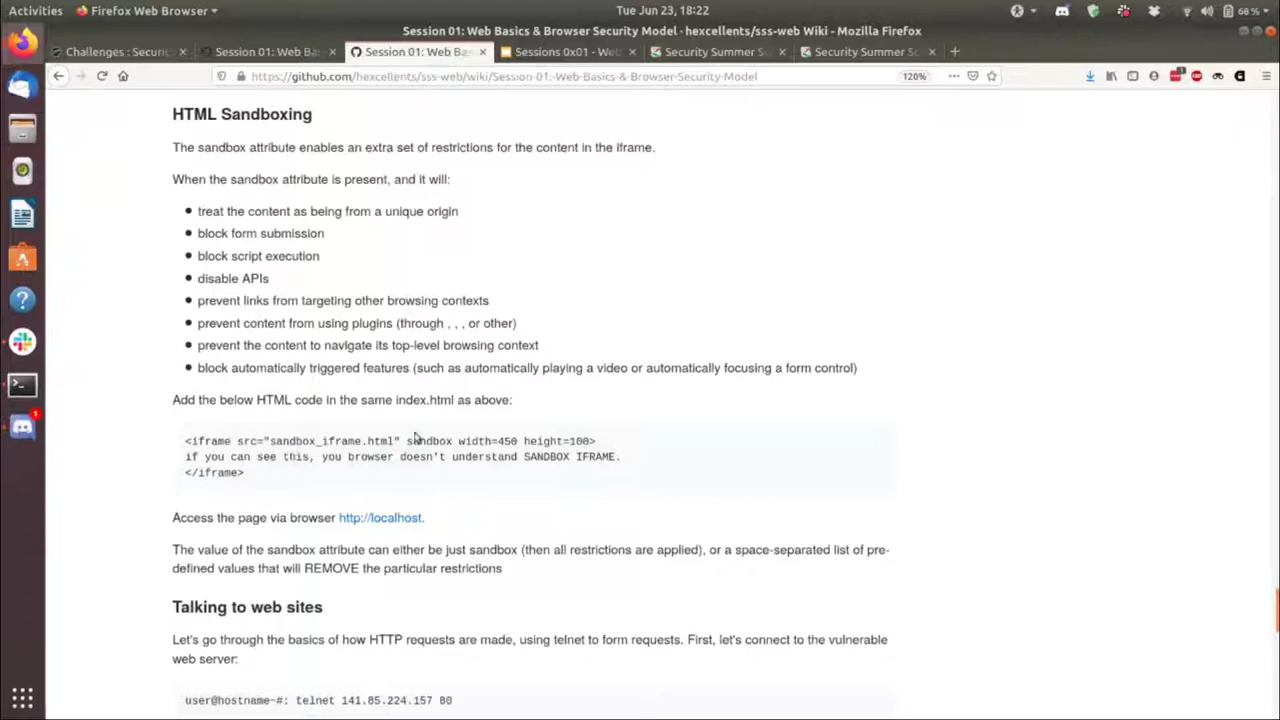 Activities Firefox Web Browser Tue Jun 23, 18:22 68 %
Session 01: Web Basics & Browser Security Model · hexcellents/sss-web Wiki - Mozilla Firefox
Challenges : Securit Session 01: Web Ba Session 01: Web Ba Sessions 0x01 - Web Security Summer Sc Security Summer Sc
https://github.com/hexcellents/sss-web/wiki/Session-01:-Web-Basics-&-Browser-Security-Model 120%
HTML Sandboxing
The sandbox attribute enables an extra set of restrictions for the content in the iframe.
When the sandbox attribute is present, and it will:
treat the content as being from a unique origin
block form submission
block script execution
disable APIs
prevent links from targeting other browsing contexts
prevent content from using plugins (through , , , or other)
prevent the content to navigate its top-level browsing context
block automatically triggered features (such as automatically playing a video or automatically focusing a form control)
Add the below HTML code in the same index.html as above:
<iframe src="sandbox_iframe.html" sandbox width=450 height=100>
if you can see this, you browser doesn't understand SANDBOX IFRAME.
</iframe>
Access the page via browser http://localhost.
The value of the sandbox attribute can either be just sandbox (then all restrictions are applied), or a space-separated list of pre-
defined values that will REMOVE the particular restrictions
Talking to web sites
Let's go through the basics of how HTTP requests are made, using telnet to form requests. First, let's connect to the vulnerable
web server:
user@hostname~#: telnet 141.85.224.157 80